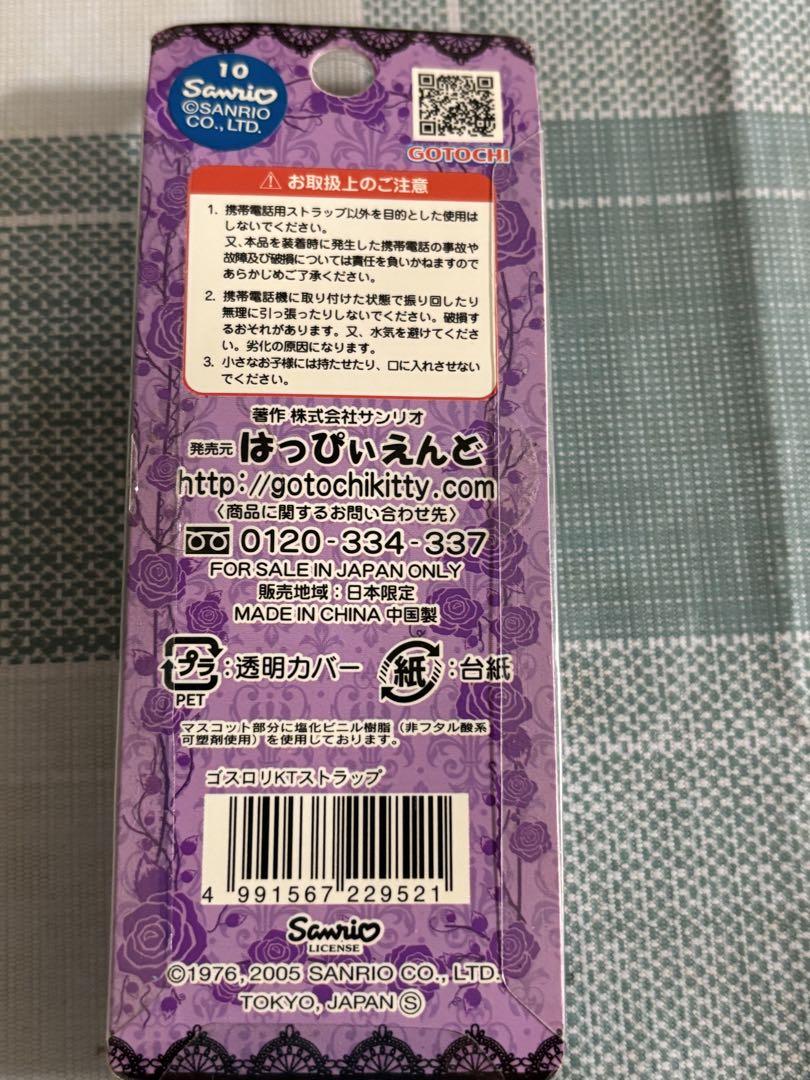 10
Sanrio
©SANRIO
CO., LTD.
GOTOCHI
⚠ お取扱上のご注意
1. 携帯電話用ストラップ以外を目的とした使用は
しないでください。
又、本品を装着時に発生した携帯電話の事故や
故障及び破損については責任を負いかねますので
あらかじめご了承ください。
2. 携帯電話機に取り付けた状態で振り回したり
無理に引っ張ったりしないでください。破損す
るおそれがあります。又、水気を避けてくださ
い。劣化の原因になります。
3. 小さなお子様には持たせたり、口に入れさせない
でください。
著作 株式会社サンリオ
発売元 はっぴぃえんど
http://gotochikitty.com
〈商品に関するお問い合わせ先〉
0120-334-337
FOR SALE IN JAPAN ONLY
販売地域：日本限定
MADE IN CHINA 中国製
プラ：透明カバー 紙：台紙
PET
マスコット部分に塩化ビニル樹脂（非フタル酸系
可塑剤使用）を使用しております。
ゴスロリKTストラップ
4 991567 229521
Sanrio
LICENSE
©1976, 2005 SANRIO CO., LTD.
TOKYO, JAPAN Ⓢ